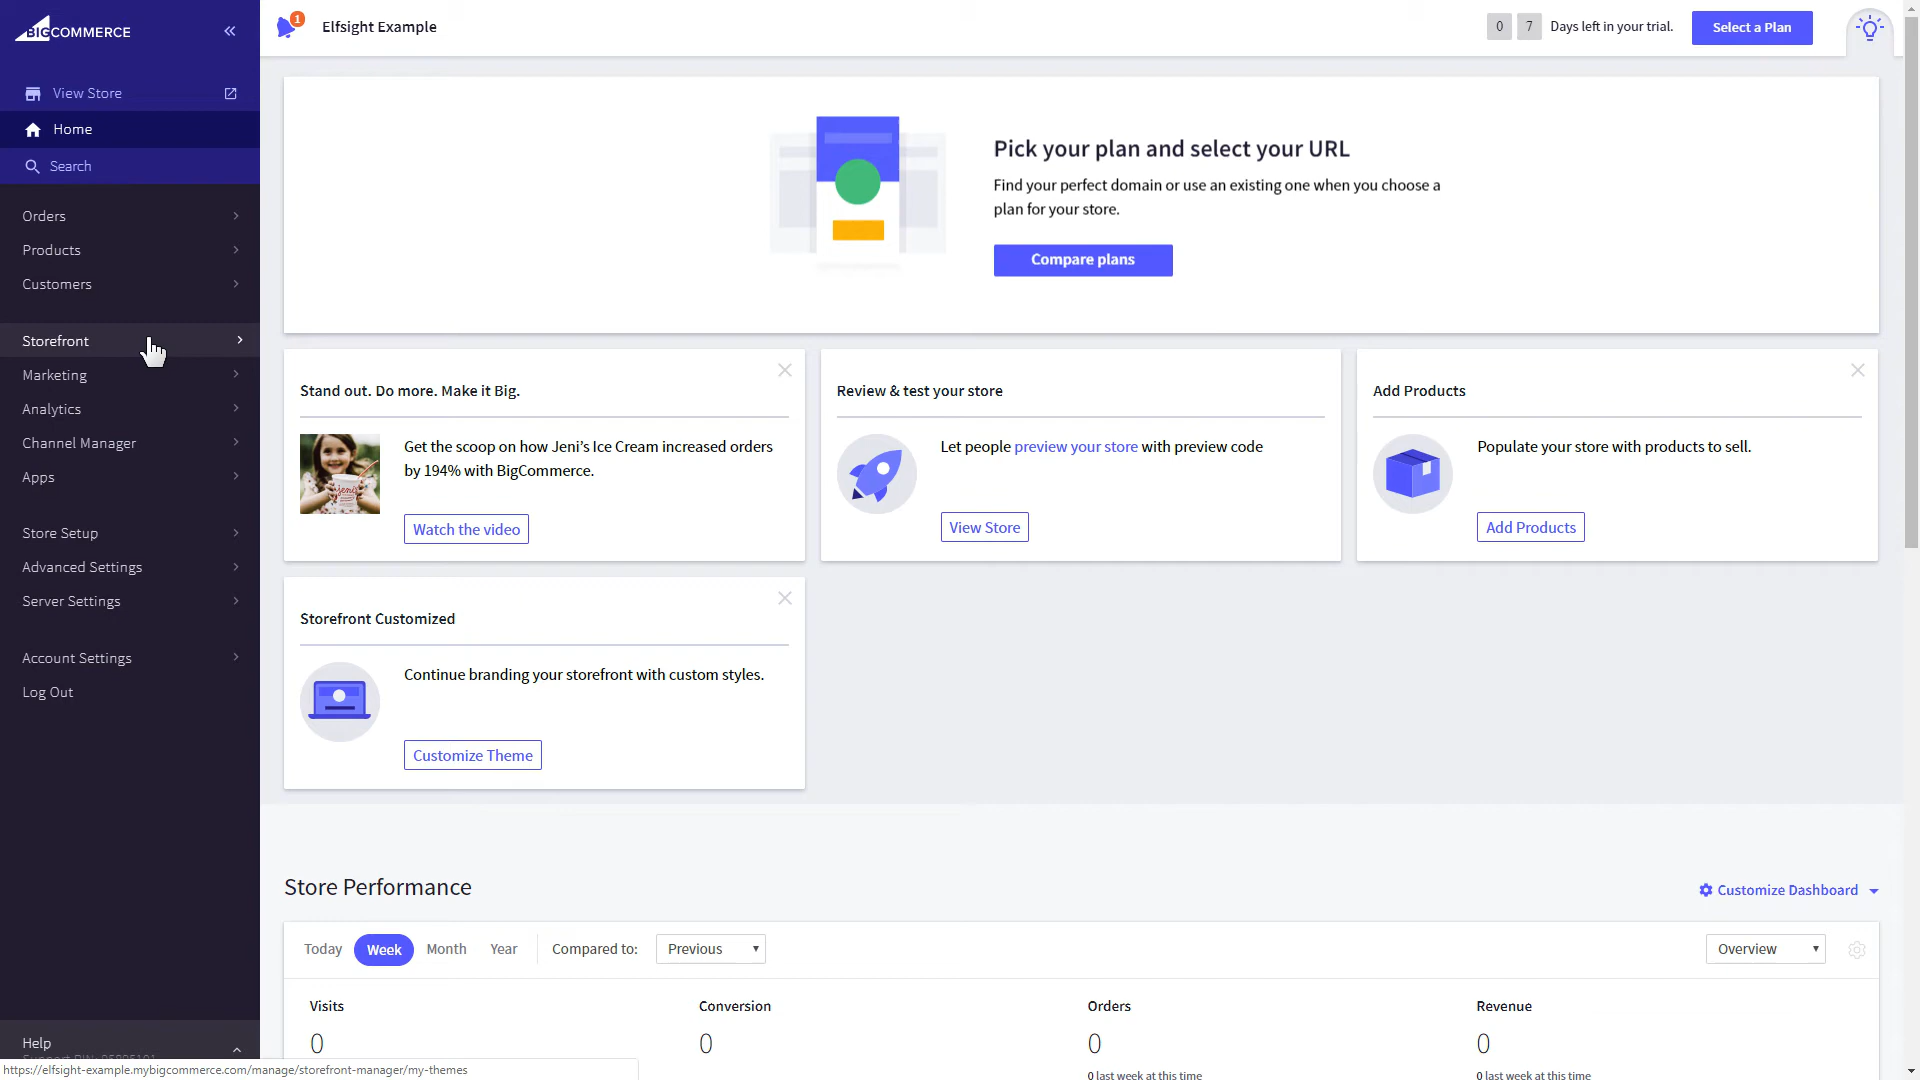 BIGCOMMERCE
1
Elfsight Example
0 7 Days left in your trial.
Select a Plan
View Store
Home
Search
Orders
Products
Customers
Storefront
Marketing
Analytics
Channel Manager
Apps
Store Setup
Advanced Settings
Server Settings
Account Settings
Log Out
Help
https://elfsight-example.mybigcommerce.com/manage/storefront-manager/my-themes
Pick your plan and select your URL
Find your perfect domain or use an existing one when you choose a
plan for your store.
Compare plans
Stand out. Do more. Make it Big.
Get the scoop on how Jeni’s Ice Cream increased orders
by 194% with BigCommerce.
Watch the video
Review & test your store
Let people preview your store with preview code
View Store
Add Products
Populate your store with products to sell.
Add Products
Storefront Customized
Continue branding your storefront with custom styles.
Customize Theme
Store Performance
Customize Dashboard
Today Week Month Year Compared to: Previous
Overview
Visits
0
Conversion
0
Orders
0
0 last week at this time
Revenue
0
0 last week at this time